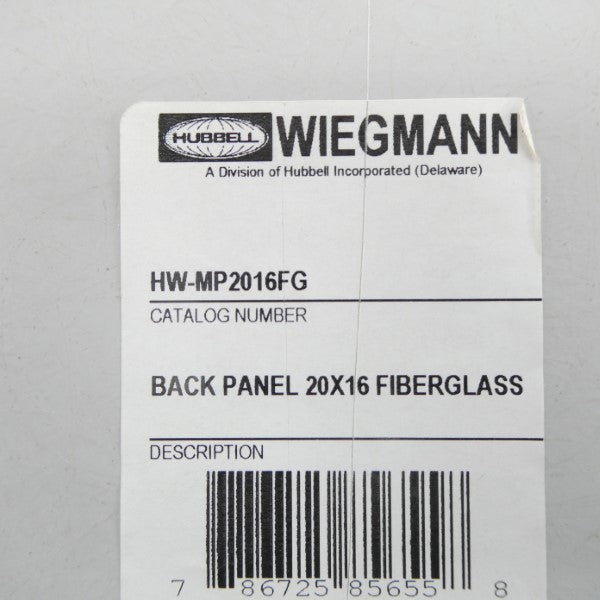 HUBBELL WIEGMANN
A Division of Hubbell Incorporated (Delaware)
HW-MP2016FG
CATALOG NUMBER
BACK PANEL 20X16 FIBERGLASS
DESCRIPTION
7 86725 85655 8